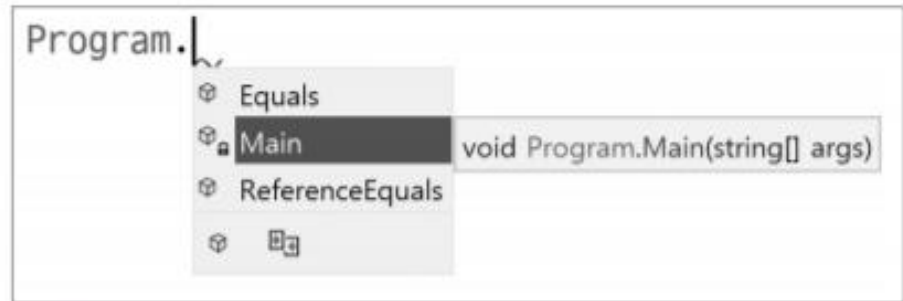 Program.
Equals
Main void Program.Main(string[] args)
ReferenceEquals